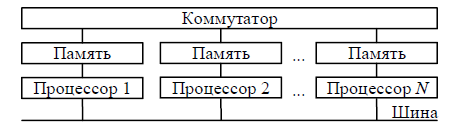 Коммутатор
Память Память ... Память
Процессор 1 Процессор 2 ... Процессор N
Шина